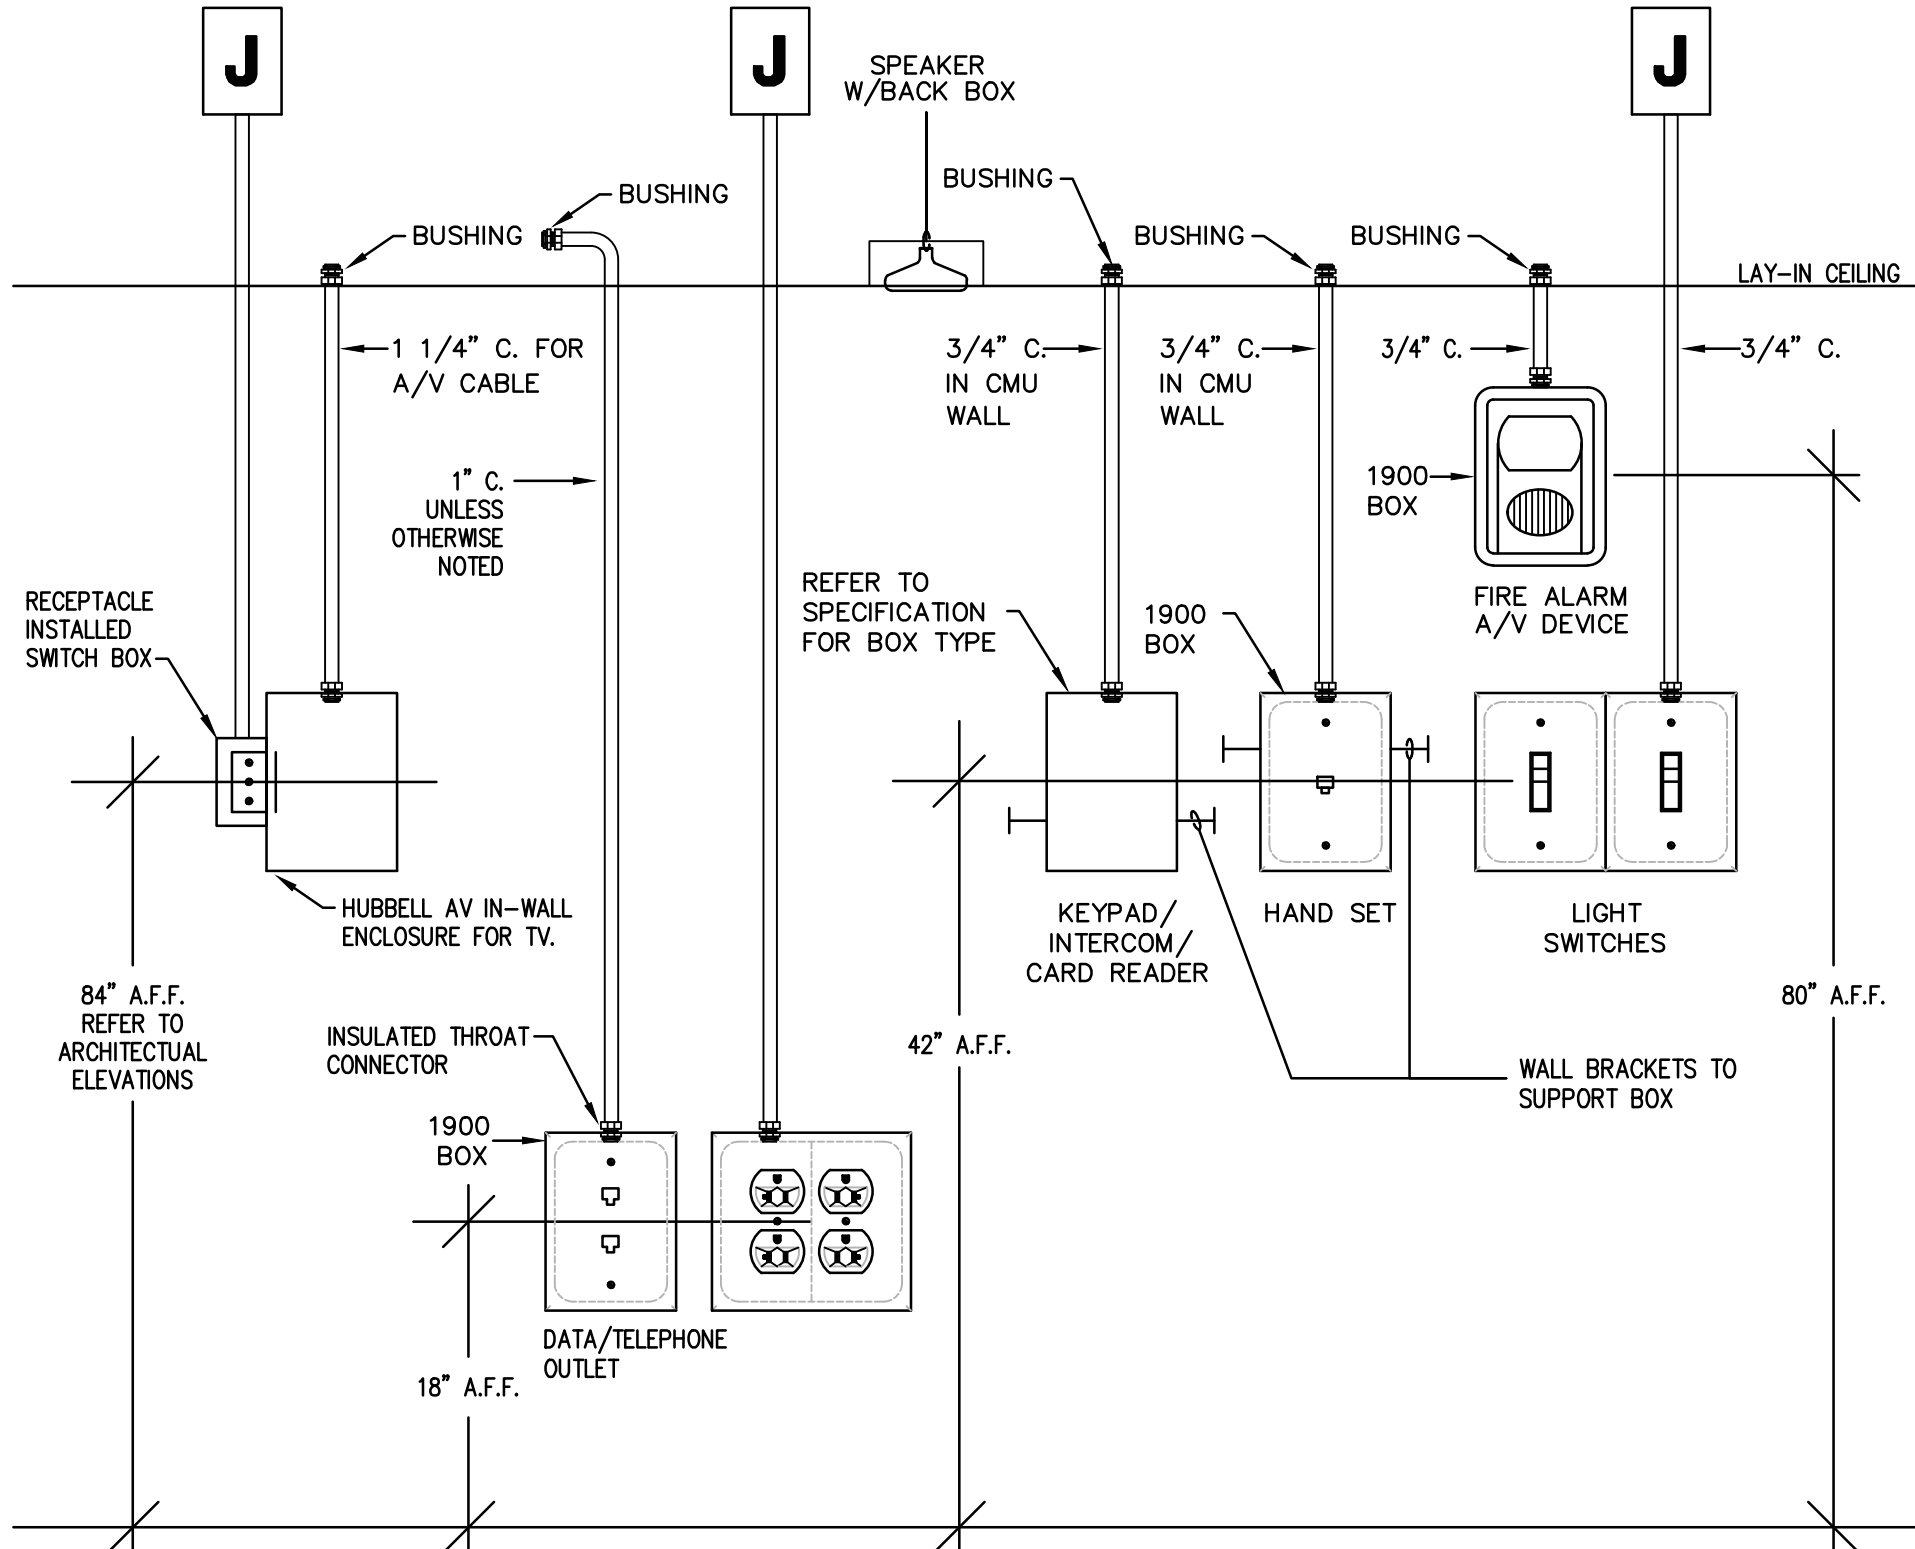 J
J
J
SPEAKER
W/BACK BOX
BUSHING
BUSHING
BUSHING
BUSHING
BUSHING
LAY-IN CEILING
1 1/4" C. FOR
A/V CABLE
3/4" C.
IN CMU
WALL
3/4" C.
IN CMU
WALL
3/4" C.
3/4" C.
1" C.
UNLESS
OTHERWISE
NOTED
1900
BOX
RECEPTACLE
INSTALLED
SWITCH BOX
REFER TO
SPECIFICATION
FOR BOX TYPE
1900
BOX
FIRE ALARM
A/V DEVICE
HUBBELL AV IN-WALL
ENCLOSURE FOR TV.
KEYPAD/
INTERCOM/
CARD READER
HAND SET
LIGHT
SWITCHES
84" A.F.F.
REFER TO
ARCHITECTUAL
ELEVATIONS
INSULATED THROAT
CONNECTOR
42" A.F.F.
80" A.F.F.
WALL BRACKETS TO
SUPPORT BOX
1900
BOX
DATA/TELEPHONE
OUTLET
18" A.F.F.